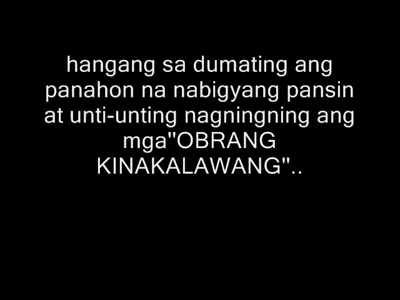 hangang sa dumating ang
panahon na nabigyang pansin
at unti-unting nagningning ang
mga"OBRANG
KINAKALAWANG"..